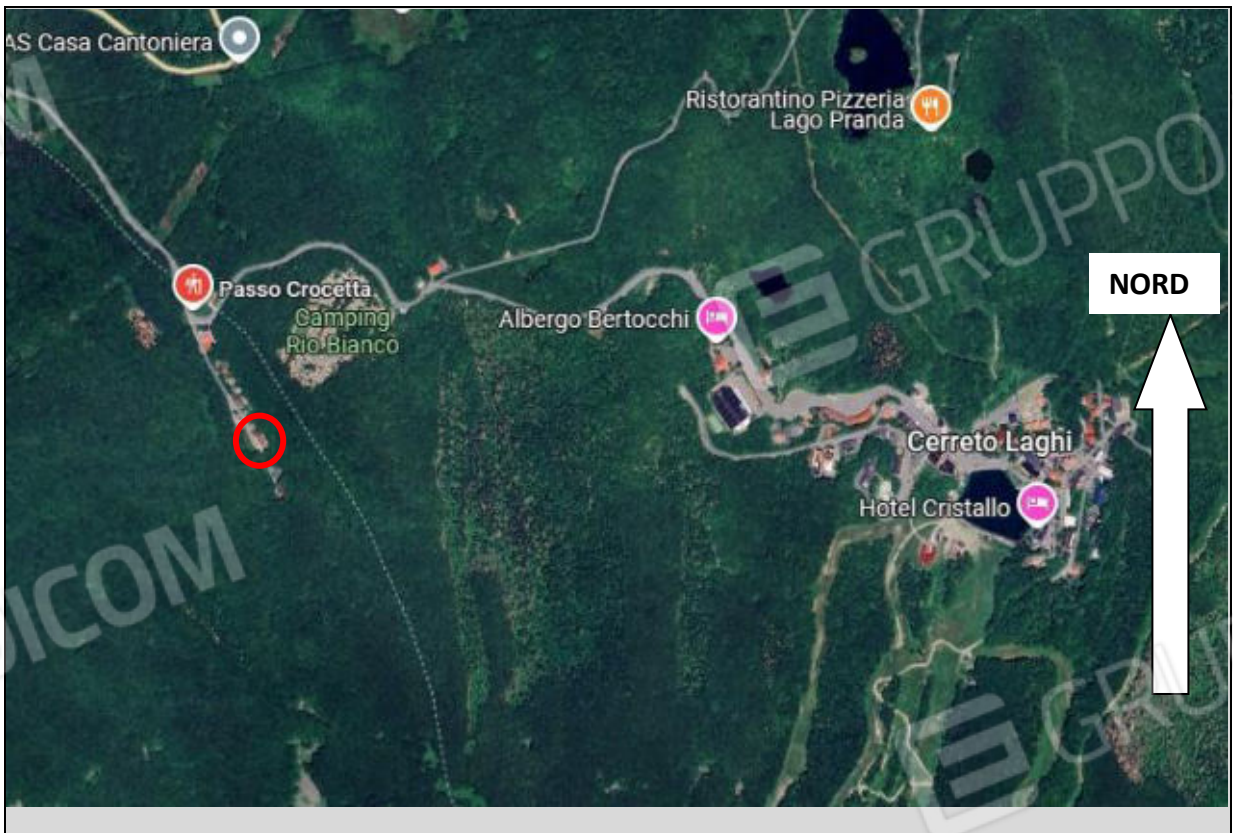 AS Casa Cantoniera
Ristorantino Pizzeria
Lago Pranda
GRUPPO
NORD
Passo Crocetta
Camping
Rio Bianco
Albergo Bertocchi
Cerreto Laghi
Hotel Cristallo
DICOM
GRU